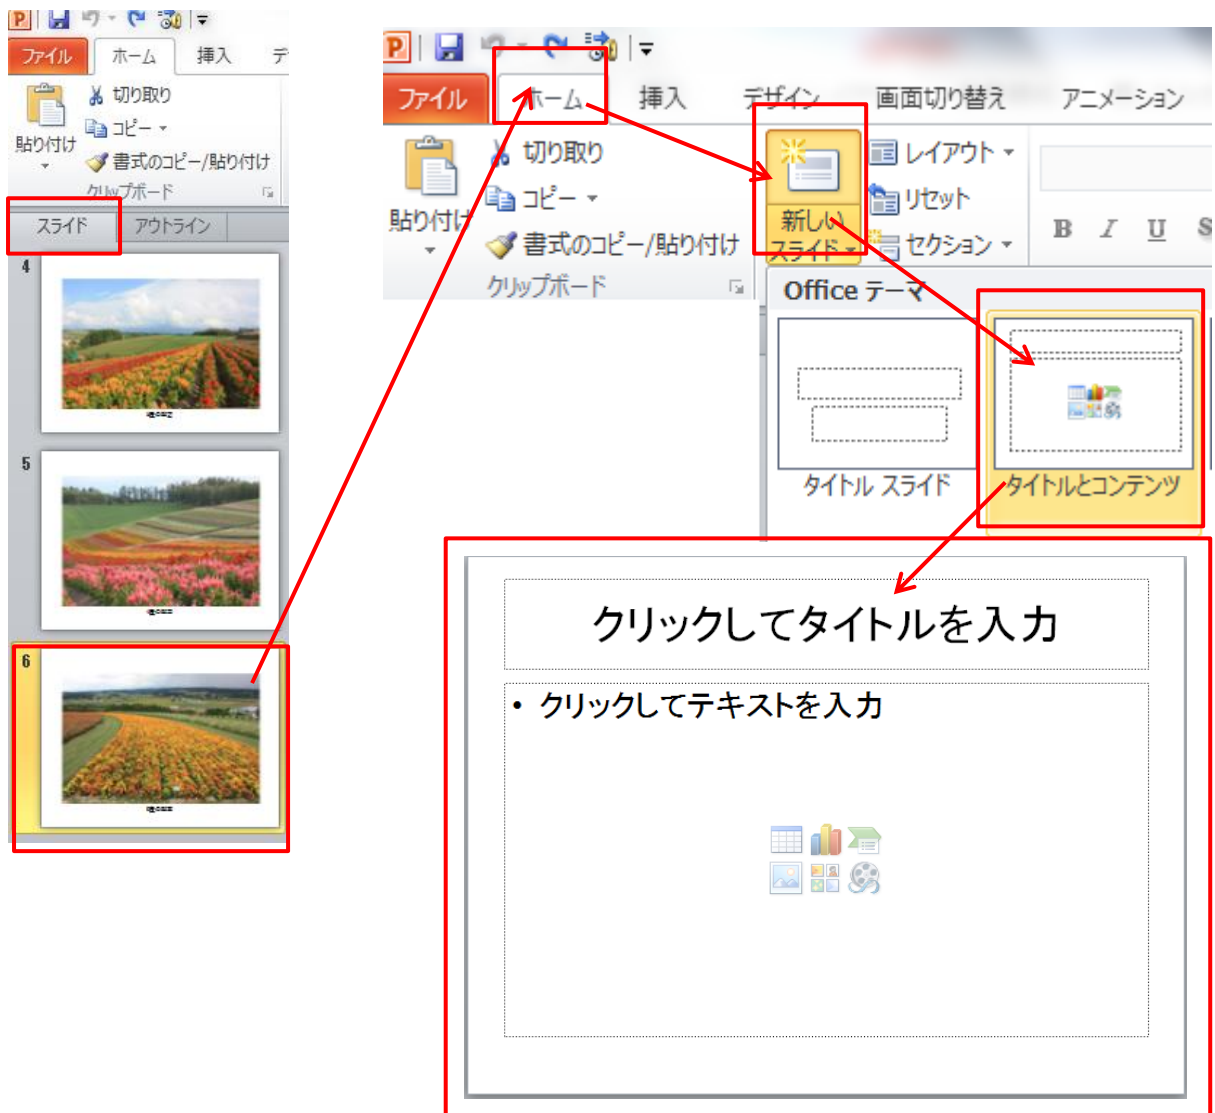 ファイル
ホーム
挿入
デ
貼り付け
切り取り
コピー
書式のコピー/貼り付け
クリップボード
スライド
アウトライン
4
5
6
ファイル
ホーム
挿入
デザイン
画面切り替え
アニメーション
貼り付け
切り取り
コピー
書式のコピー/貼り付け
クリップボード
新しい
スライド
レイアウト
リセット
セクション
B I U S
Office テーマ
タイトル スライド
タイトルとコンテンツ
クリックしてタイトルを入力
• クリックしてテキストを入力